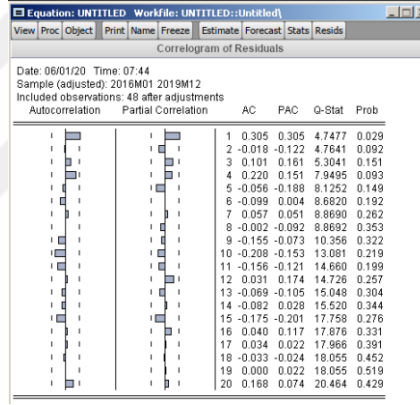 Equation: UNTITLED Workfile: UNTITLED::Untitled\
View Proc Object Print Name Freeze Estimate Forecast Stats Resids
Correlogram of Residuals
Date: 06/01/20 Time: 07:44
Sample (adjusted): 2016M01 2019M12
Included observations: 48 after adjustments
Autocorrelation Partial Correlation AC PAC Q-Stat Prob
1 0.305 0.305 4.7477 0.029
2 -0.018 -0.122 4.7641 0.092
3 0.101 0.161 5.3041 0.151
4 0.220 0.151 7.9495 0.093
5 -0.056 -0.188 8.1252 0.149
6 -0.099 0.004 8.6820 0.192
7 0.057 0.051 8.8690 0.262
8 -0.002 -0.092 8.8692 0.353
9 -0.155 -0.073 10.356 0.322
10 -0.208 -0.153 13.081 0.219
11 -0.156 -0.121 14.660 0.199
12 0.031 0.174 14.726 0.257
13 -0.069 -0.105 15.048 0.304
14 -0.082 0.028 15.520 0.344
15 -0.175 -0.201 17.758 0.276
16 0.040 0.117 17.876 0.331
17 0.034 0.022 17.966 0.391
18 -0.033 -0.024 18.055 0.452
19 0.000 0.022 18.055 0.519
20 0.168 0.074 20.464 0.429